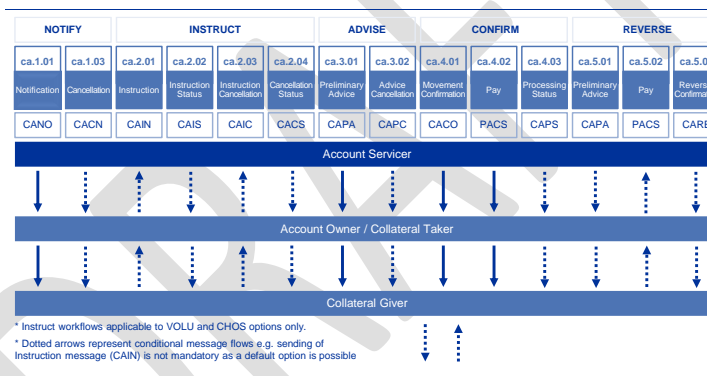 NOTIFY INSTRUCT ADVISE CONFIRM REVERSE
ca.1.01 ca.1.03 ca.2.01 ca.2.02 ca.2.03 ca.2.04 ca.3.01 ca.3.02 ca.4.01 ca.4.02 ca.4.03 ca.5.01 ca.5.02 ca.5.0
Notification Cancellation Instruction Instruction Status Instruction Cancellation Cancellation Status Preliminary Advice Advice Cancellation Movement Confirmation Pay Processing Status Preliminary Advice Pay Revers Confirma
CANO CACN CAIN CAIS CAIC CACS CAPA CAPC CACO PACS CAPS CAPA PACS CARE
Account Servicer
Account Owner / Collateral Taker
Collateral Giver
* Instruct workflows applicable to VOLU and CHOS options only.
* Dotted arrows represent conditional message flows e.g. sending of
Instruction message (CAIN) is not mandatory as a default option is possible